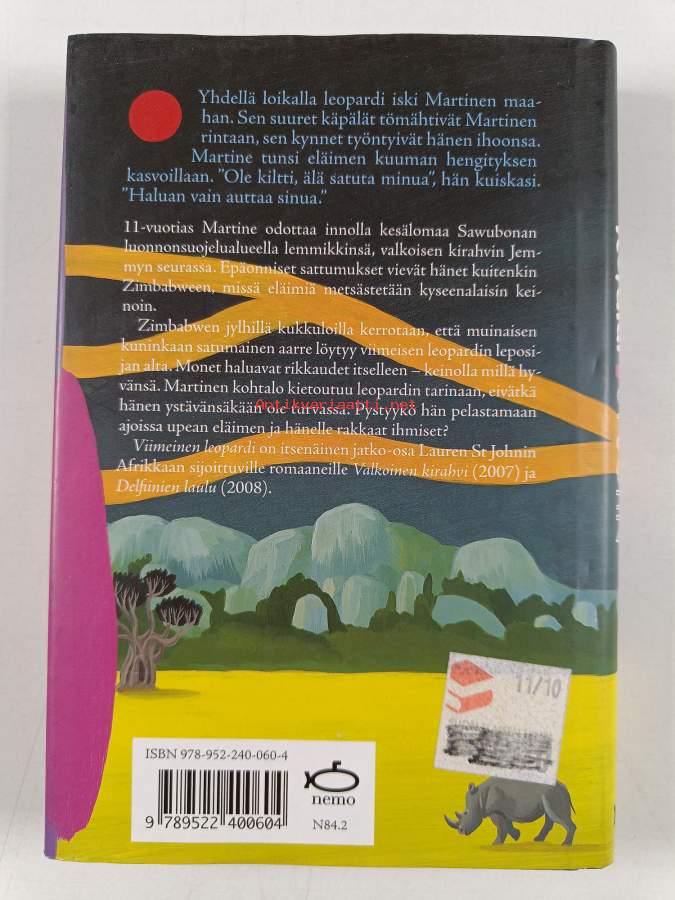 Yhdellä loikalla leopardi iski Martinen maa-
han. Sen suuret käpälät tömähtivät Martinen
rintaan, sen kynnet työntyivät hänen ihoonsa.
Martine tunsi eläimen kuuman hengityksen
kasvoillaan. "Ole kiltti, älä satuta minua", hän kuiskasi.
"Haluan vain auttaa sinua."
11-vuotias Martine odottaa innolla kesälomaa Sawubonan
luonnonsuojelualueella lemmikkinsä, valkoisen kirahvin Jem-
myn seurassa. Epäonniset sattumukset vievät hänet kuitenkin
Zimbabween, missä eläimiä metsästetään kyseenalaisin kei-
noin.
Zimbabwen jylhillä kukkuloilla kerrotaan, että muinaisen
kuninkaan satumainen aarre löytyy viimeisen leopardin leposi-
jan alta. Monet haluavat rikkaudet itselleen – keinolla millä hy-
vänsä. Martinen kohtalo kietoutuu leopardin tarinaan, eivätkä
hänen ystävänsäkään ole turvassa. Pystyykö hän pelastamaan
ajoissa upean eläimen ja hänelle rakkaat ihmiset?
Viimeinen leopardi on itsenäinen jatko-osa Lauren St Johnin
Afrikkaan sijoittuville romaaneille Valkoinen kirahvi (2007) ja
Delfiinien laulu (2008).
Antikvariaatti.net
11/10
ISBN 978-952-240-060-4
9 789522 400604
nemo
N84.2